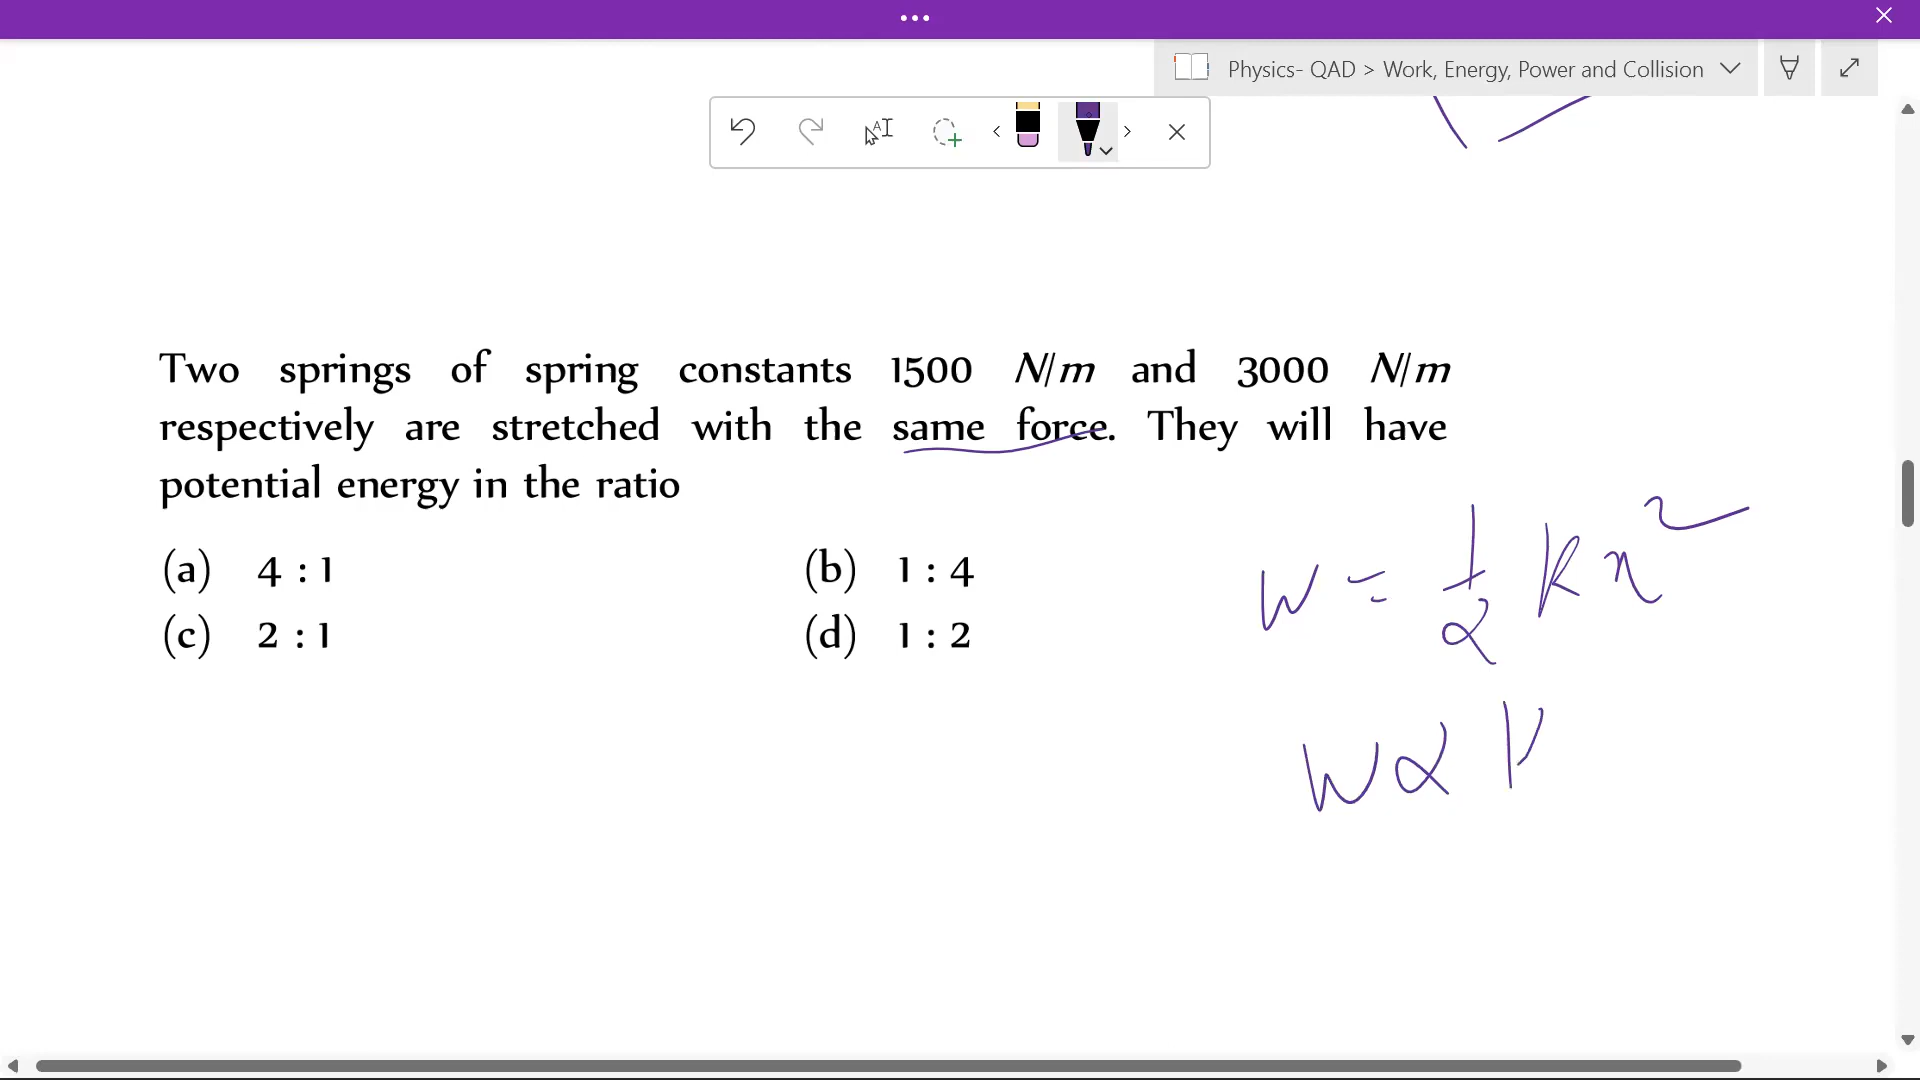 Physics- QAD > Work, Energy, Power and Collision
Two springs of spring constants 1500 N/m and 3000 N/m
respectively are stretched with the same force. They will have
potential energy in the ratio
(a) 4 : 1
(b) 1 : 4
(c) 2 : 1
(d) 1 : 2
W = 1/2 k x²
W α K